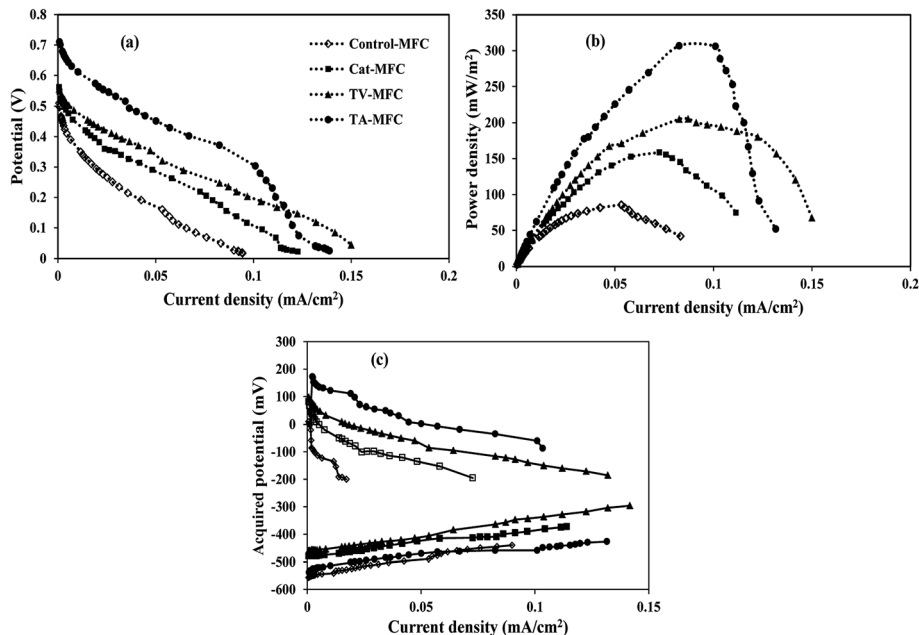 (a)
Potential (V)
0.8
0.7
0.6
0.5
0.4
0.3
0.2
0.1
0
0 0.05 0.1 0.15 0.2
Current density (mA/cm²)
Control-MFC
Cat-MFC
TV-MFC
TA-MFC
(b)
Power density (mW/m²)
350
300
250
200
150
100
50
0
0 0.05 0.1 0.15 0.2
Current density (mA/cm²)
(c)
Acquired potential (mV)
300
200
100
0
-100
-200
-300
-400
-500
-600
0 0.05 0.1 0.15
Current density (mA/cm²)